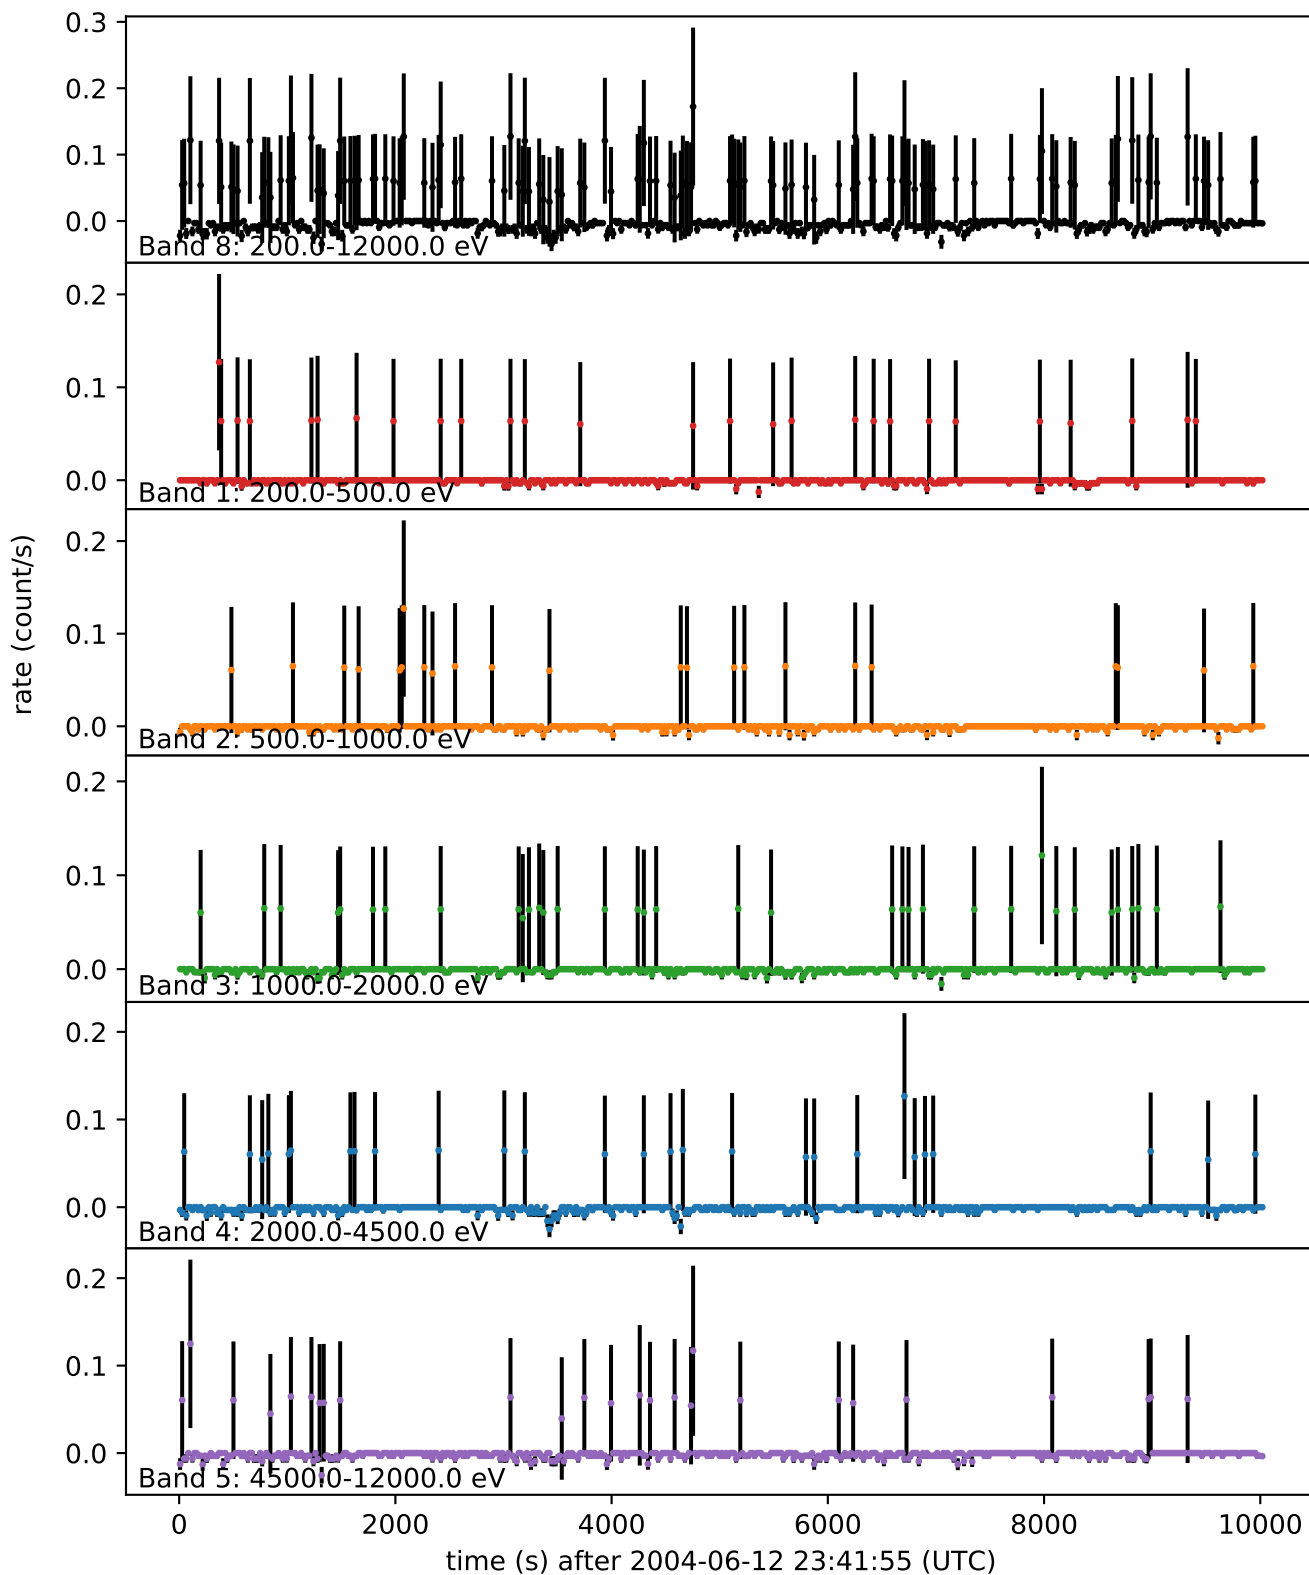 0.3
0.2
0.1
0.0
Band 8: 200.0-12000.0 eV
0.2
0.1
0.0
Band 1: 200.0-500.0 eV
0.2
0.1
0.0
Band 2: 500.0-1000.0 eV
rate (count/s)
0.2
0.1
0.0
Band 3: 1000.0-2000.0 eV
0.2
0.1
0.0
Band 4: 2000.0-4500.0 eV
0.2
0.1
0.0
Band 5: 4500.0-12000.0 eV
0 2000 4000 6000 8000 10000
time (s) after 2004-06-12 23:41:55 (UTC)